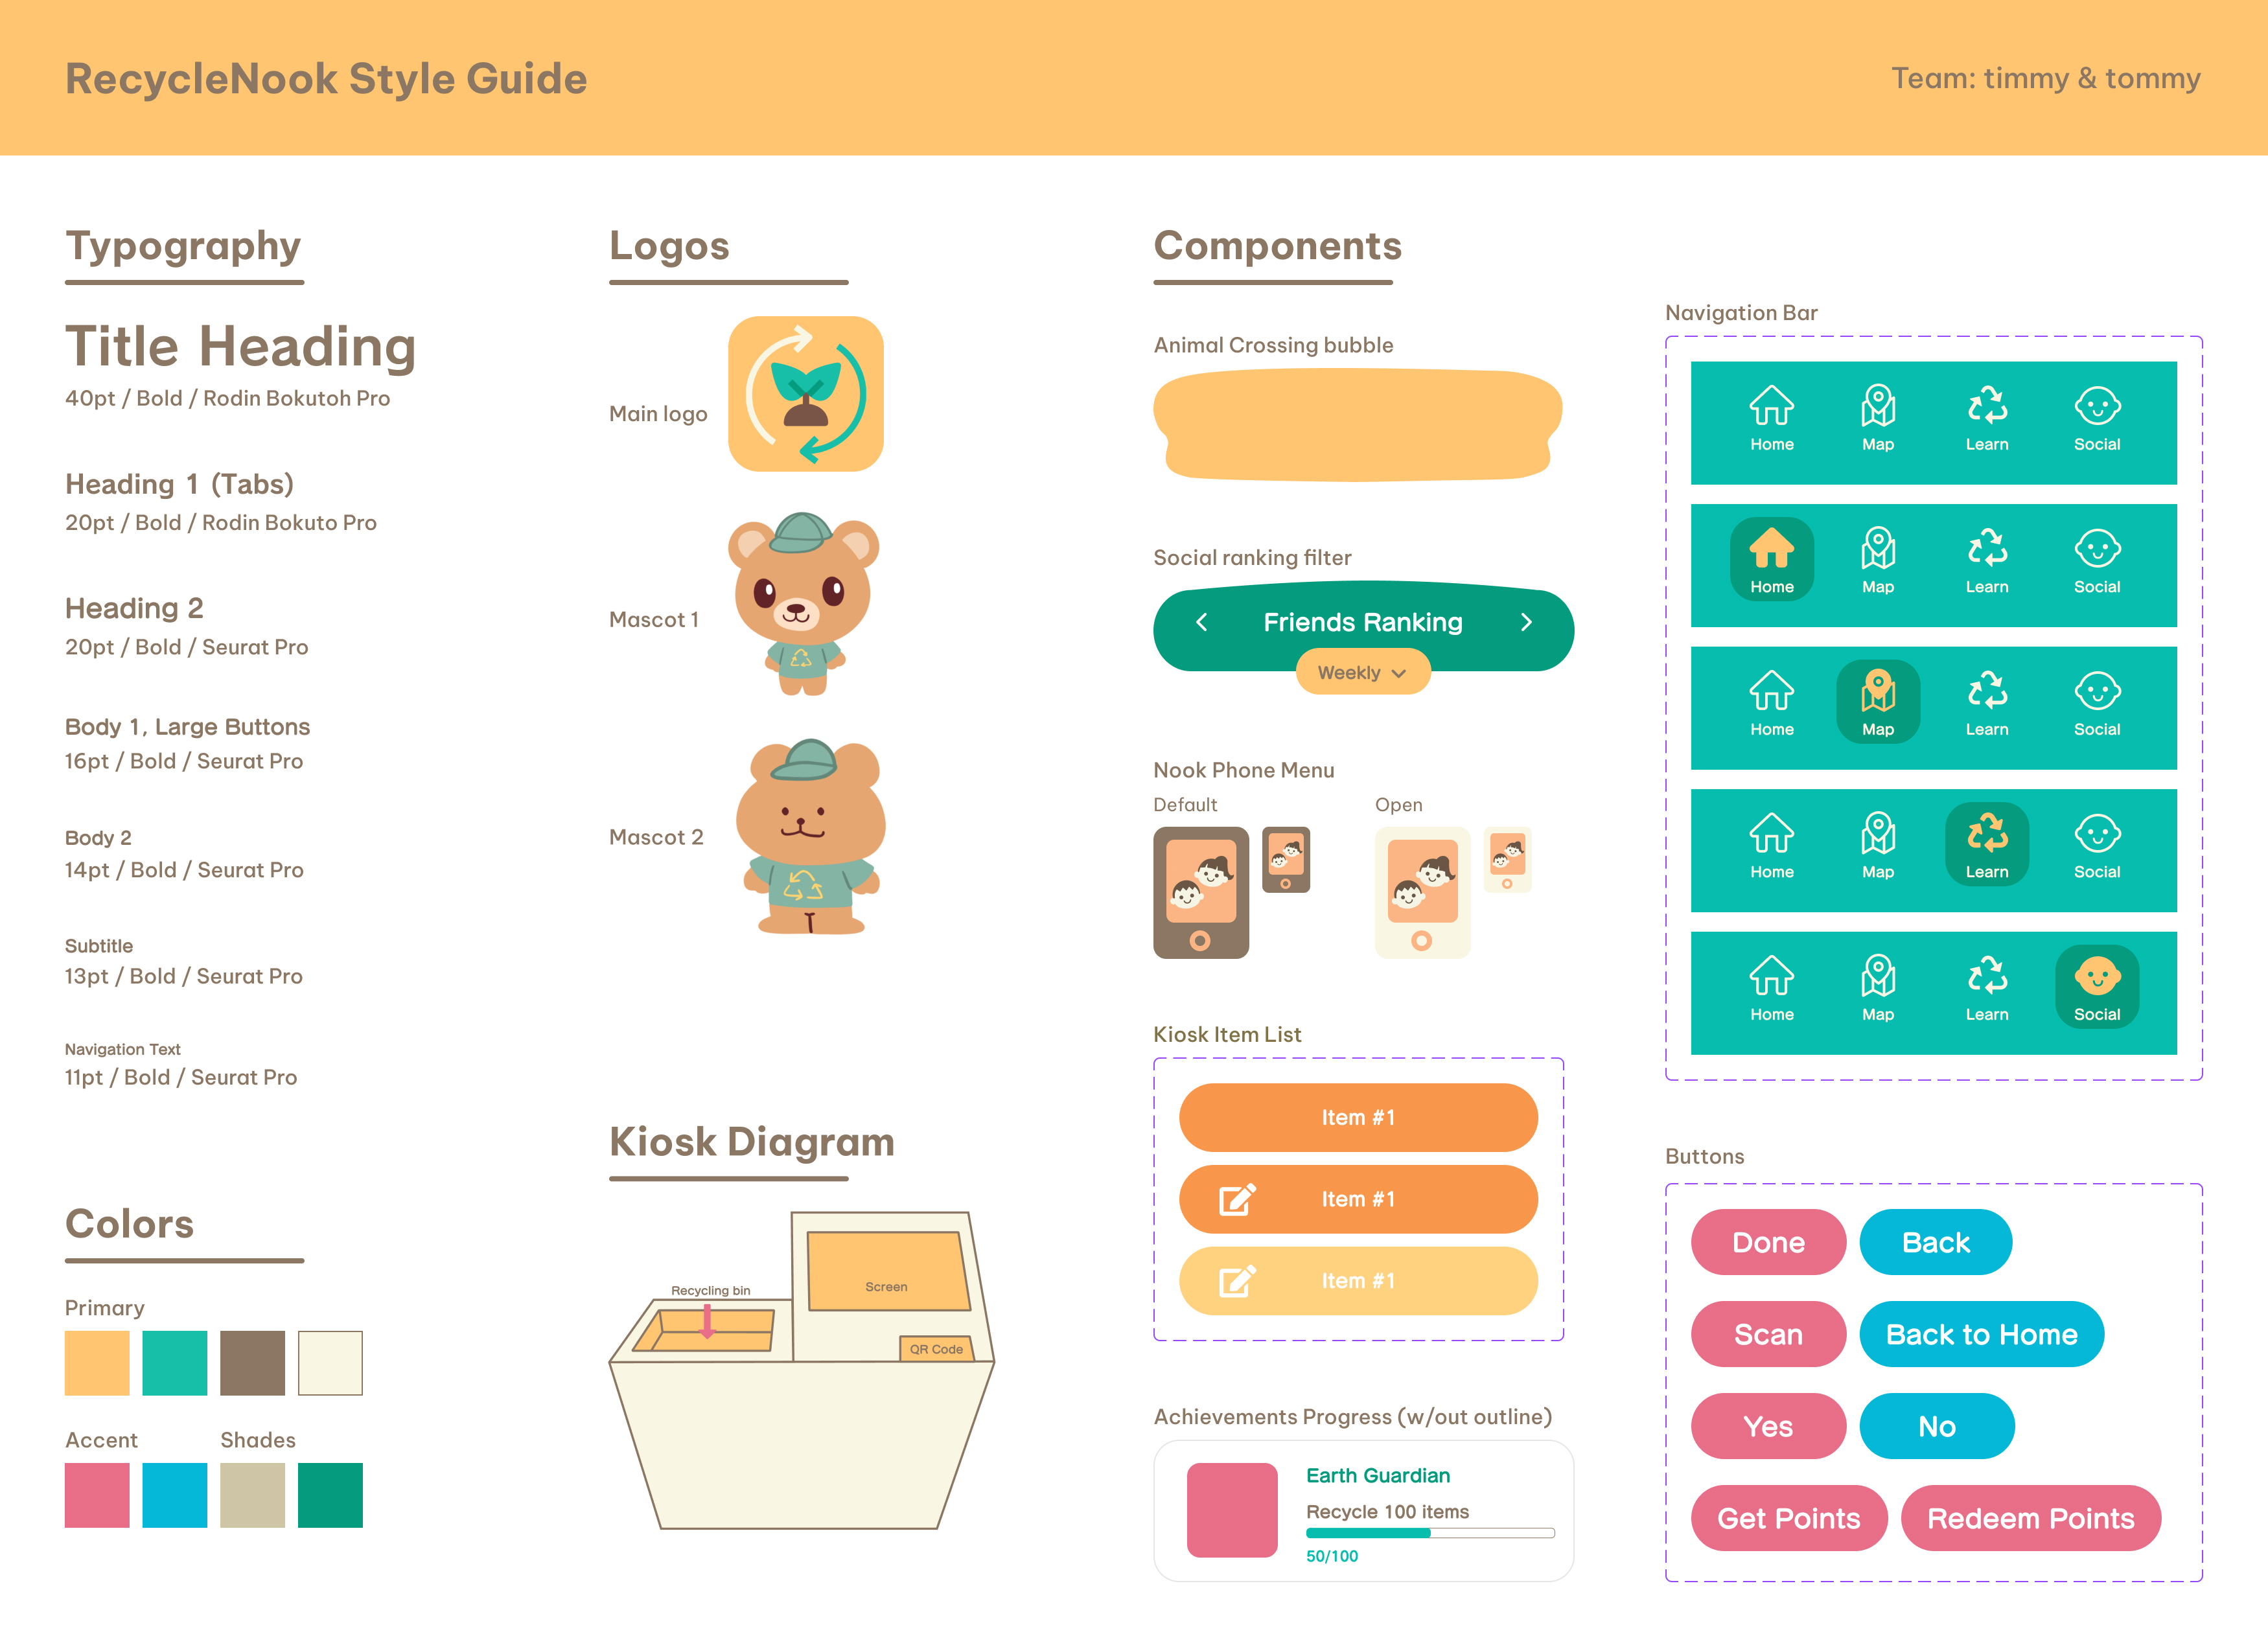 RecycleNook Style Guide
Team: timmy & tommy
Typography
Title Heading
40pt / Bold / Rodin Bokutoh Pro
Heading 1 (Tabs)
20pt / Bold / Rodin Bokuto Pro
Heading 2
20pt / Bold / Seurat Pro
Body 1, Large Buttons
16pt / Bold / Seurat Pro
Body 2
14pt / Bold / Seurat Pro
Subtitle
13pt / Bold / Seurat Pro
Navigation Text
11pt / Bold / Seurat Pro
Colors
Primary
Accent
Shades
Logos
Main logo
Mascot 1
Mascot 2
Kiosk Diagram
Recycling bin
Screen
QR Code
Components
Animal Crossing bubble
Social ranking filter
Friends Ranking
Weekly
Nook Phone Menu
Default
Open
Kiosk Item List
Item #1
Item #1
Item #1
Achievements Progress (w/out outline)
Earth Guardian
Recycle 100 items
50/100
Navigation Bar
Home Map Learn Social
Home Map Learn Social
Home Map Learn Social
Home Map Learn Social
Home Map Learn Social
Buttons
Done
Back
Scan
Back to Home
Yes
No
Get Points
Redeem Points